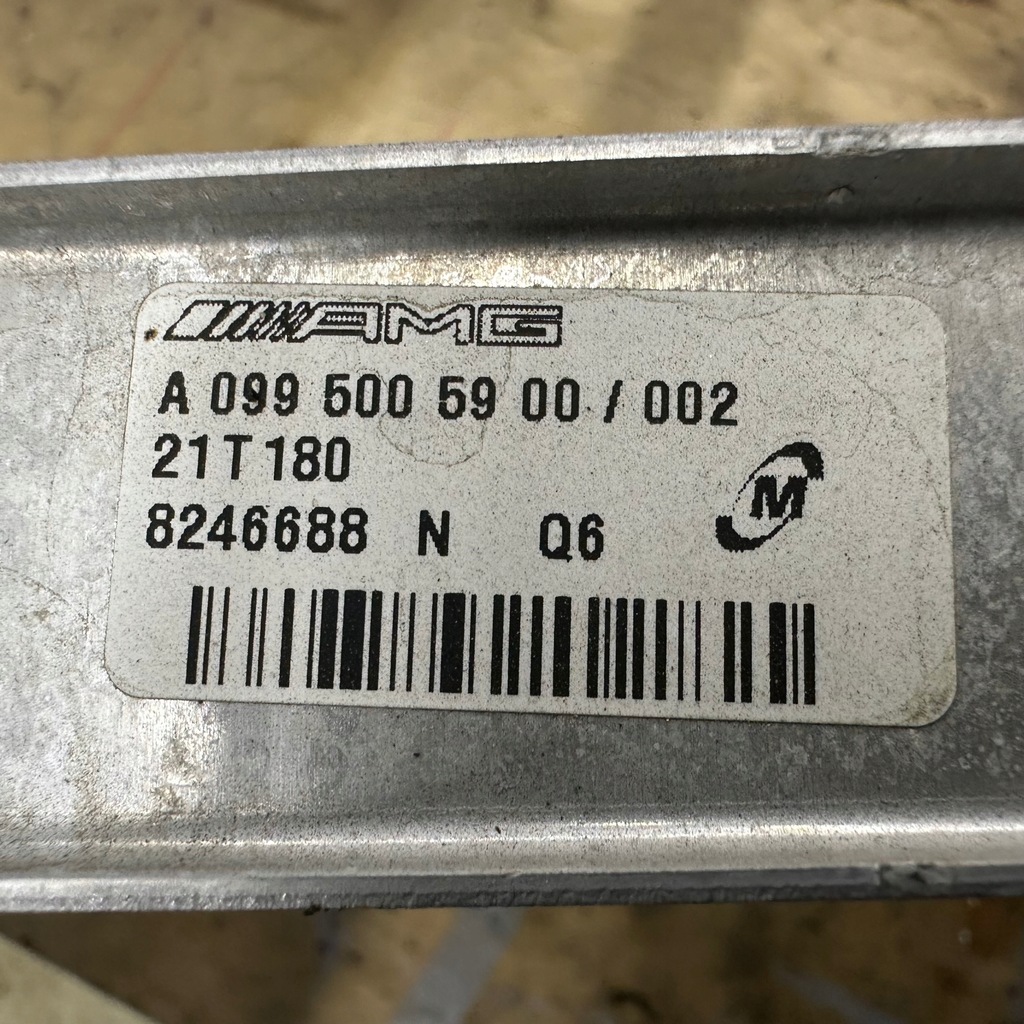 AMG
A 099 500 59 00 / 002
21T180
8246688 N Q6
M